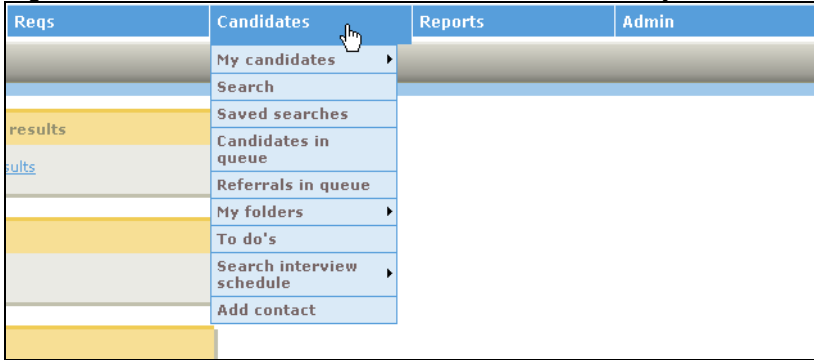 Reqs Candidates Reports Admin
My candidates
Search
Saved searches
results
Candidates in
queue
Referrals in queue
My folders
To do's
Search interview
schedule
Add contact